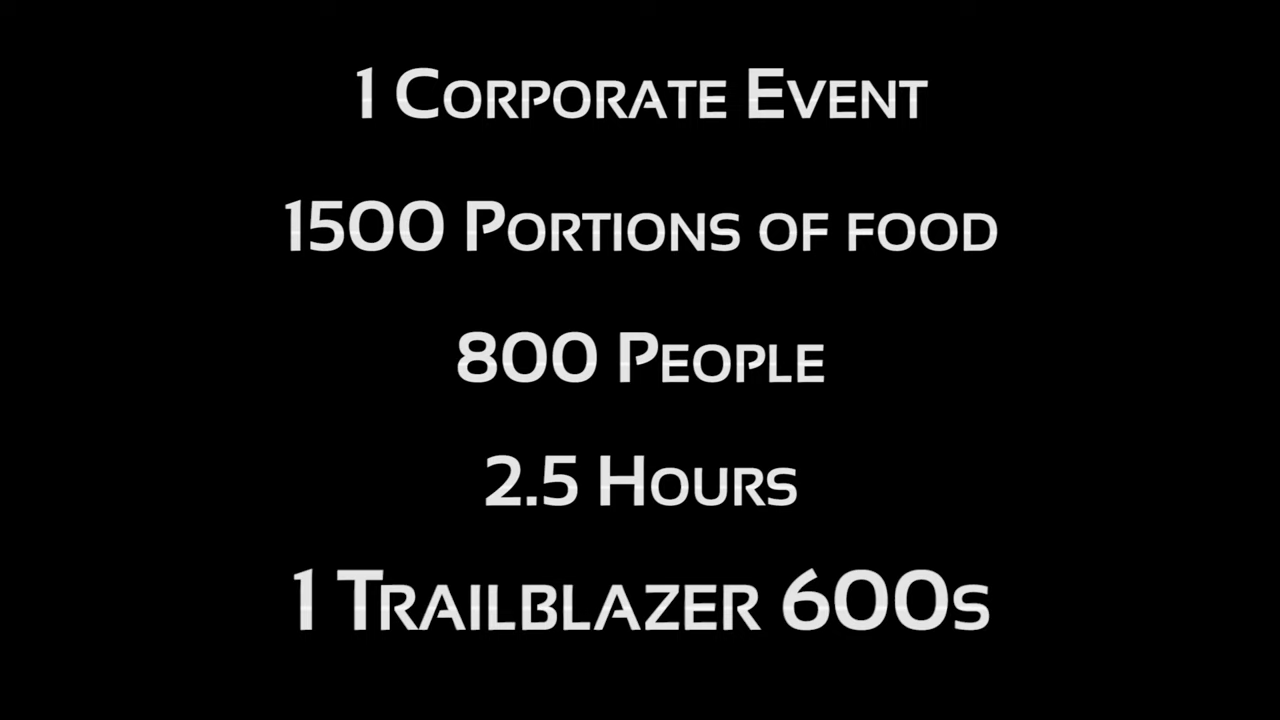 1 Corporate Event
1500 Portions of food
800 People
2.5 Hours
1 Trailblazer 600s